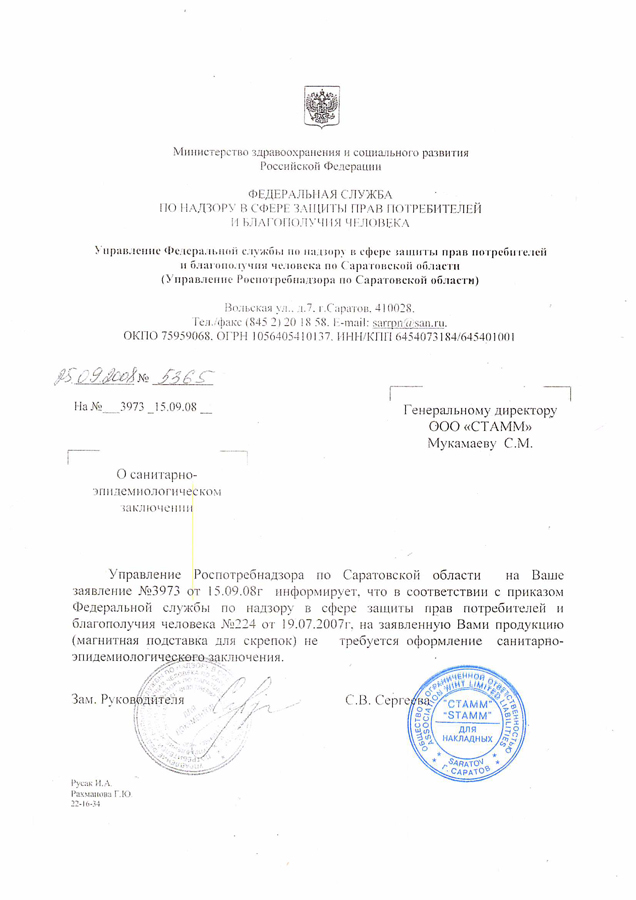 Министерство здравоохранения и социального развития
Российской Федерации
ФЕДЕРАЛЬНАЯ СЛУЖБА
ПО НАДЗОРУ В СФЕРЕ ЗАЩИТЫ ПРАВ ПОТРЕБИТЕЛЕЙ
И БЛАГОПОЛУЧИЯ ЧЕЛОВЕКА
Управление Федеральной службы по надзору в сфере защиты прав потребителей
и благополучия человека по Саратовской области
(Управление Роспотребнадзора по Саратовской области)
Вольская ул., д.7, г.Саратов, 410028.
Тел./факс (845 2) 20 18 58, E-mail: sarrpn@san.ru,
ОКПО 75959068, ОГРН 1056405410137, ИНН/КПП 6454073184/645401001
25.09.2008 № 5365
На №___3973 _15.09.08 __
Генеральному директору
ООО «СТАММ»
Мукамаеву С.М.
О санитарно-
эпидемиологическом
заключении
Управление Роспотребнадзора по Саратовской области на Ваше
заявление №3973 от 15.09.08г информирует, что в соответствии с приказом
Федеральной службы по надзору в сфере защиты прав потребителей и
благополучия человека №224 от 19.07.2007г, на заявленную Вами продукцию
(магнитная подставка для скрепок) не требуется оформление санитарно-
эпидемиологического заключения.
Зам. Руководителя
С.В. Сергеева
ОБЩЕСТВО С ОГРАНИЧЕННОЙ ОТВЕТСТВЕННОСТЬЮ
ASSOCIATION WINT LIMITED LIABILITIES
"СТАММ"
"STAMM"
ДЛЯ
НАКЛАДНЫХ
SARATOV
Г. САРАТОВ
Русак И.А.
Рахманова Г.Ю.
22-16-34